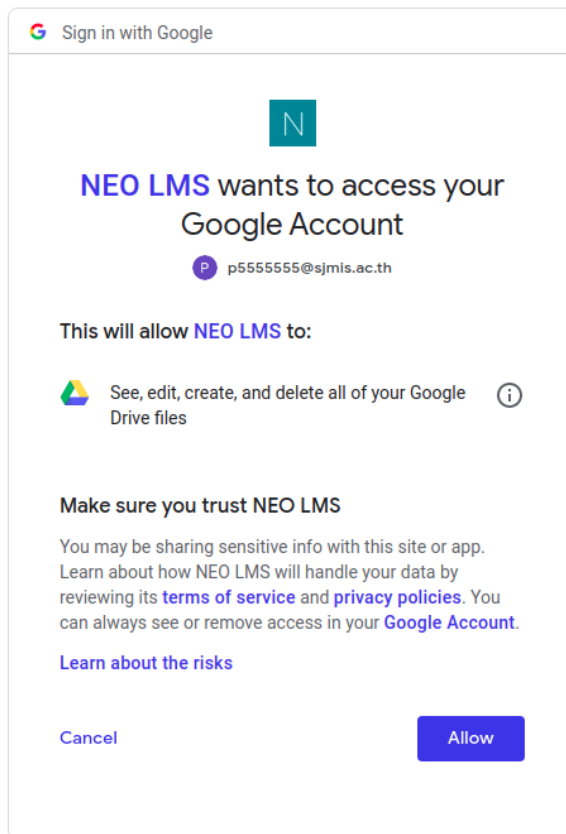 Sign in with Google
N
NEO LMS wants to access your
Google Account
P p5555555@sjmis.ac.th
This will allow NEO LMS to:
See, edit, create, and delete all of your Google
Drive files
Make sure you trust NEO LMS
You may be sharing sensitive info with this site or app.
Learn about how NEO LMS will handle your data by
reviewing its terms of service and privacy policies. You
can always see or remove access in your Google Account.
Learn about the risks
Cancel Allow